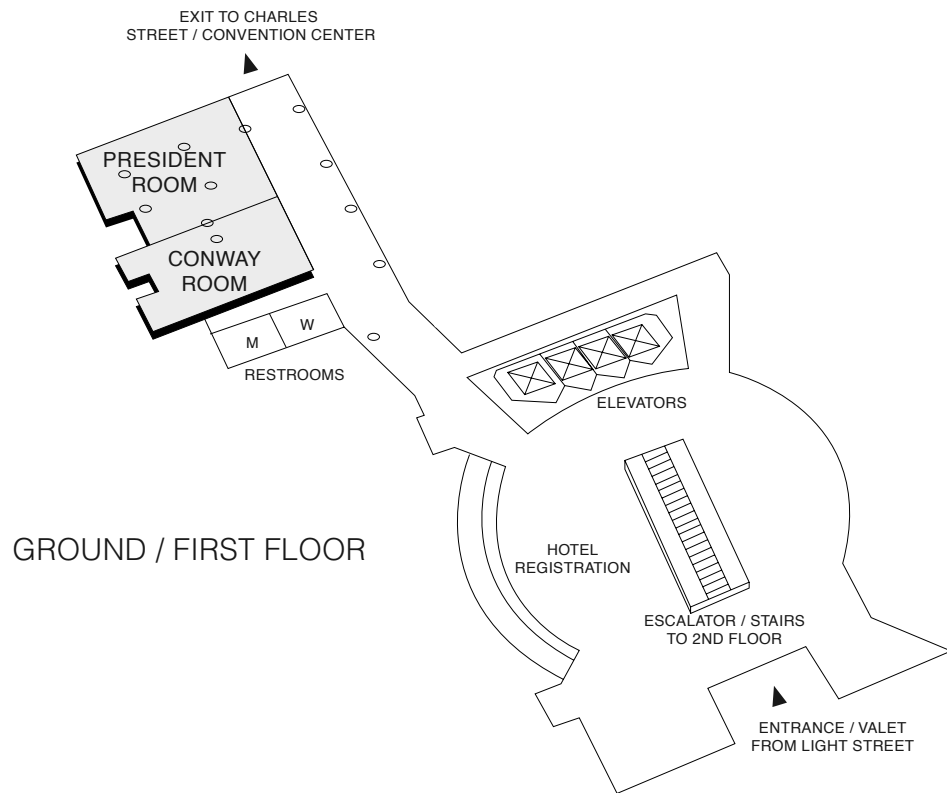 EXIT TO CHARLES
STREET / CONVENTION CENTER
PRESIDENT
ROOM
CONWAY
ROOM
M
W
RESTROOMS
ELEVATORS
GROUND / FIRST FLOOR
HOTEL
REGISTRATION
ESCALATOR / STAIRS
TO 2ND FLOOR
ENTRANCE / VALET
FROM LIGHT STREET